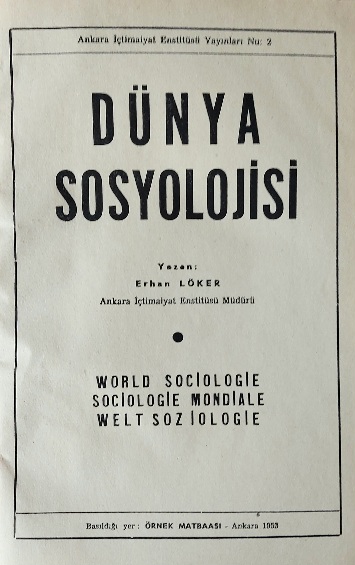 Ankara İçtimaiyat Enstitüsü Yayınları Nu: 2
DÜNYA
SOSYOLOJİSİ
Yazan:
Erhan LÖKER
Ankara İçtimaiyat Enstitüsü Müdürü
WORLD SOCIOLOGIE
SOCIOLOGIE MONDIALE
WELT SOZIOLOGIE
Basıldığı yer: ÖRNEK MATBAASI - Ankara 1953